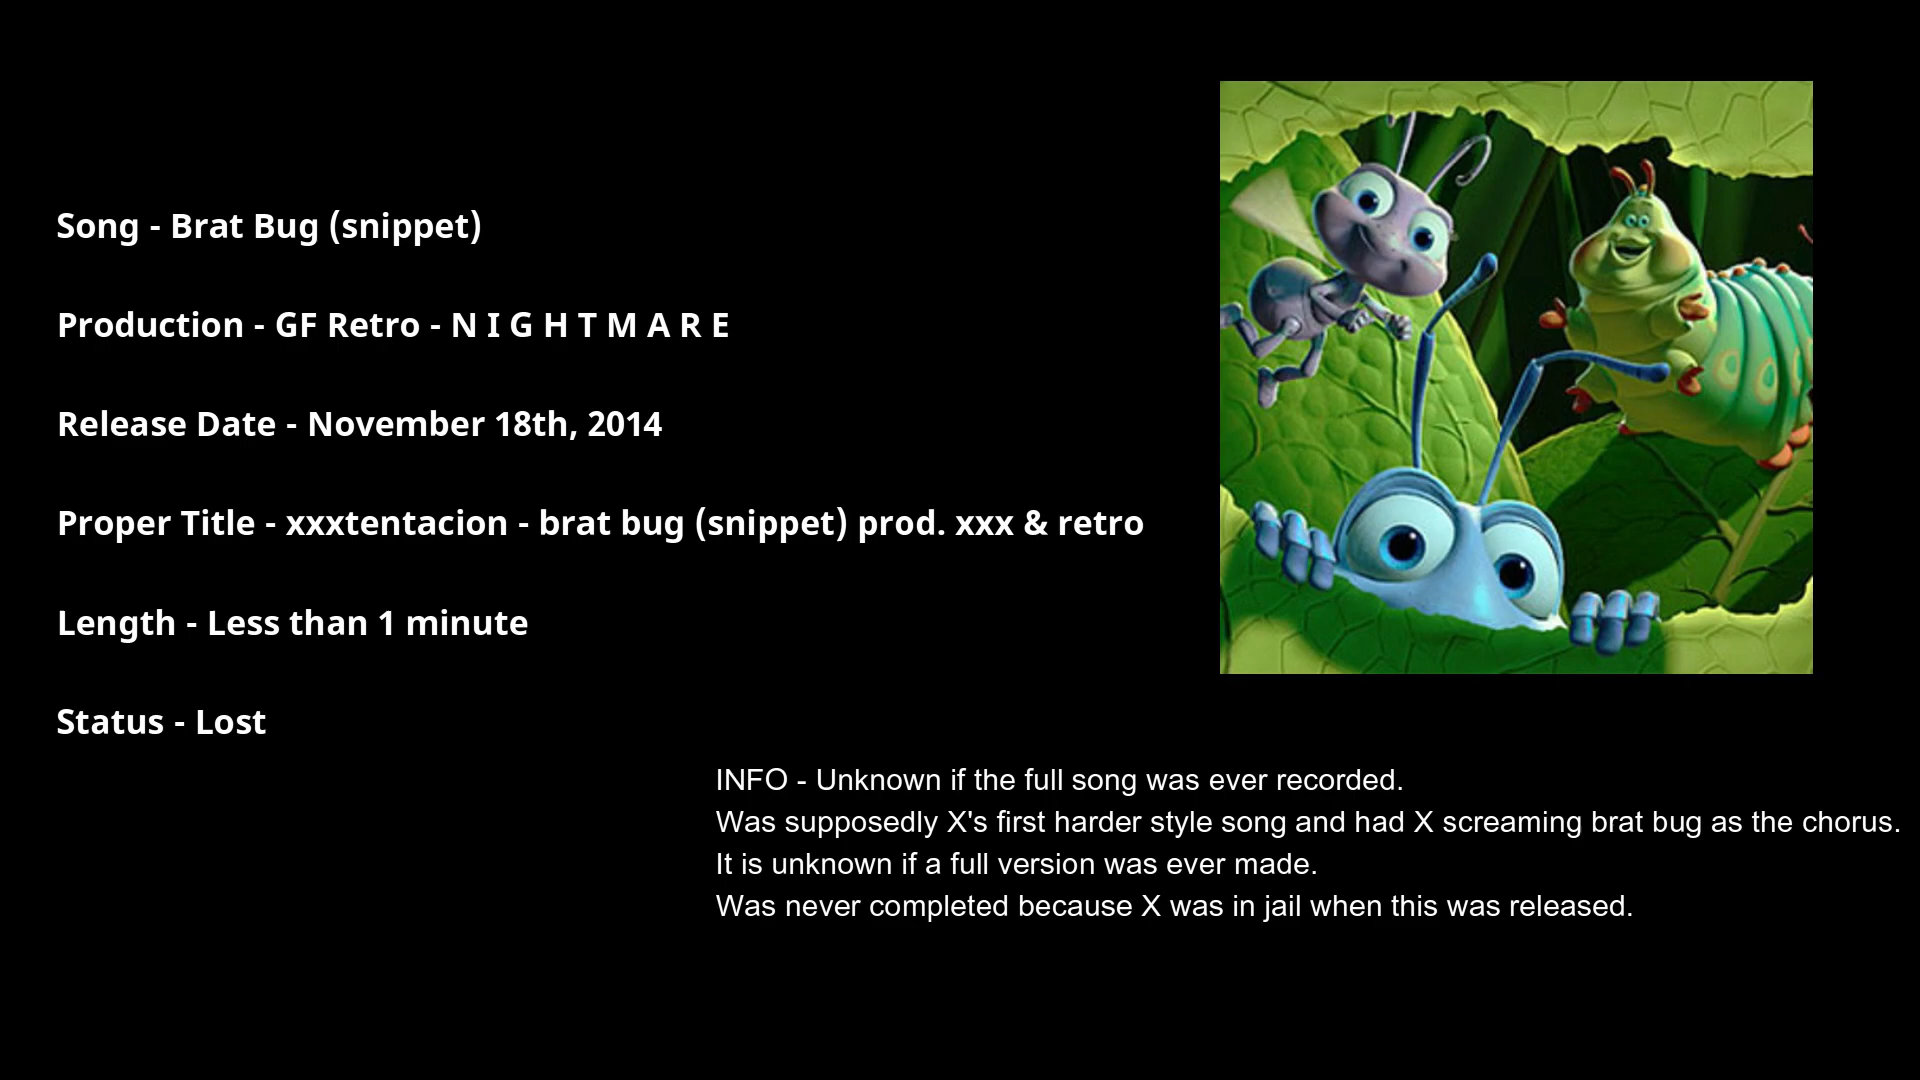 Song - Brat Bug (snippet)
Production - GF Retro - N I G H T M A R E
Release Date - November 18th, 2014
Proper Title - xxxtentacion - brat bug (snippet) prod. xxx & retro
Length - Less than 1 minute
Status - Lost
INFO - Unknown if the full song was ever recorded.
Was supposedly X's first harder style song and had X screaming brat bug as the chorus.
It is unknown if a full version was ever made.
Was never completed because X was in jail when this was released.